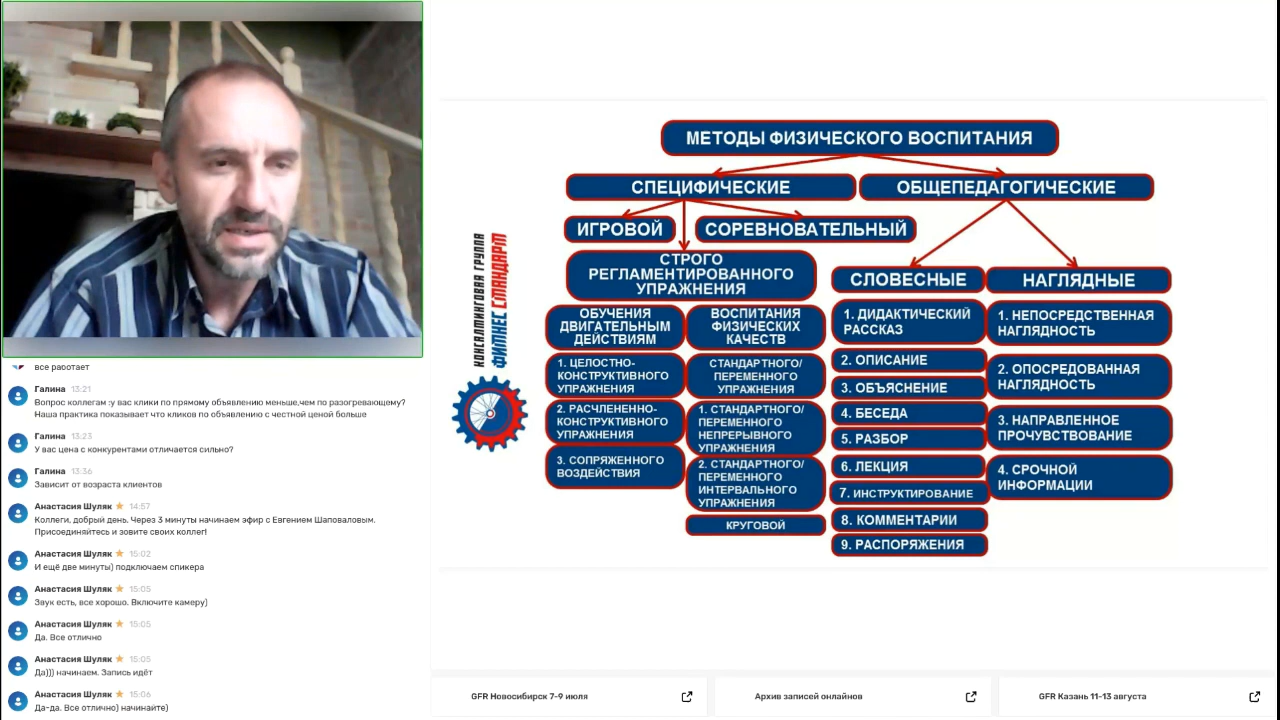 все работает
Галина 13:21
Вопрос коллегам :у вас клики по прямому объявлению меньше,чем по разогревающему?
Наша практика показывает что кликов по объявлению с честной ценой больше
Галина 13:23
У вас цена с конкурентами отличается сильно?
Галина 13:36
Зависит от возраста клиентов
Анастасия Шуляк 14:57
Коллеги, добрый день. Через 3 минуты начинаем эфир с Евгением Шаповаловым.
Присоединяйтесь и зовите своих коллег!
Анастасия Шуляк 15:02
И ещё две минуты) подключаем спикера
Анастасия Шуляк 15:05
Звук есть, все хорошо. Включите камеру)
Анастасия Шуляк 15:05
Да. Все отлично
Анастасия Шуляк 15:05
Да))) начинаем. Запись идёт
Анастасия Шуляк 15:06
Да-да. Все отлично) начинайте)
МЕТОДЫ ФИЗИЧЕСКОГО ВОСПИТАНИЯ
СПЕЦИФИЧЕСКИЕ
ОБЩЕПЕДАГОГИЧЕСКИЕ
ИГРОВОЙ
СОРЕВНОВАТЕЛЬНЫЙ
СТРОГО
РЕГЛАМЕНТИРОВАННОГО
УПРАЖНЕНИЯ
ОБУЧЕНИЯ
ДВИГАТЕЛЬНЫМ
ДЕЙСТВИЯМ
1. ЦЕЛОСТНО-
КОНСТРУКТИВНОГО
УПРАЖНЕНИЯ
2. РАСЧЛЕНЕННО-
КОНСТРУКТИВНОГО
УПРАЖНЕНИЯ
3. СОПРЯЖЕННОГО
ВОЗДЕЙСТВИЯ
ВОСПИТАНИЯ
ФИЗИЧЕСКИХ
КАЧЕСТВ
СТАНДАРТНОГО/
ПЕРЕМЕННОГО
УПРАЖНЕНИЯ
1. СТАНДАРТНОГО/
ПЕРЕМЕННОГО
НЕПРЕРЫВНОГО
УПРАЖНЕНИЯ
2. СТАНДАРТНОГО/
ПЕРЕМЕННОГО
ИНТЕРВАЛЬНОГО
УПРАЖНЕНИЯ
КРУГОВОЙ
СЛОВЕСНЫЕ
1. ДИДАКТИЧЕСКИЙ
РАССКАЗ
2. ОПИСАНИЕ
3. ОБЪЯСНЕНИЕ
4. БЕСЕДА
5. РАЗБОР
6. ЛЕКЦИЯ
7. ИНСТРУКТИРОВАНИЕ
8. КОММЕНТАРИИ
9. РАСПОРЯЖЕНИЯ
НАГЛЯДНЫЕ
1. НЕПОСРЕДСТВЕННАЯ
НАГЛЯДНОСТЬ
2. ОПОСРЕДОВАННАЯ
НАГЛЯДНОСТЬ
3. НАПРАВЛЕННОЕ
ПРОЧУВСТВОВАНИЕ
4. СРОЧНОЙ
ИНФОРМАЦИИ
КОНСАЛТИНГОВАЯ ГРУППА
ФИТНЕС СТАНДАРТ
GFR Новосибирск 7-9 июля
Архив записей онлайнов
GFR Казань 11-13 августа